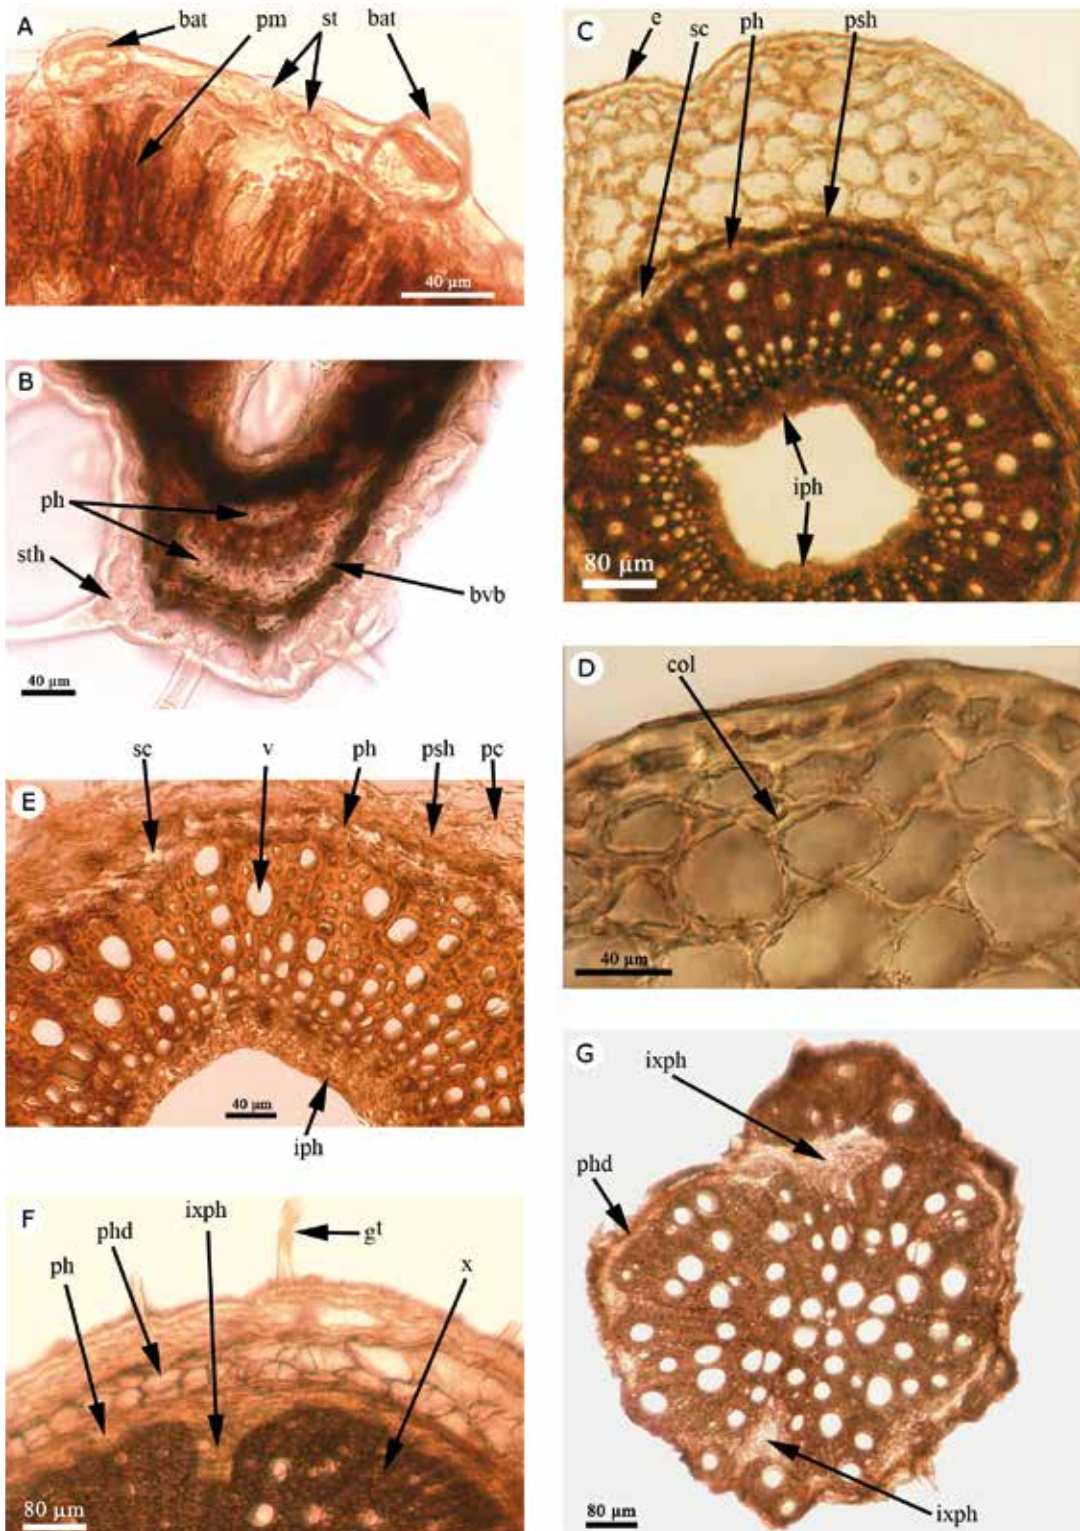 A
bat
pm
st
bat
40 µm
B
ph
sth
bvb
40 µm
C
e
sc
ph
psh
iph
80 µm
D
col
40 µm
E
sc
v
ph
psh
pc
iph
40 µm
F
ph
phd
ixph
gt
x
80 µm
G
ixph
phd
ixph
80 µm